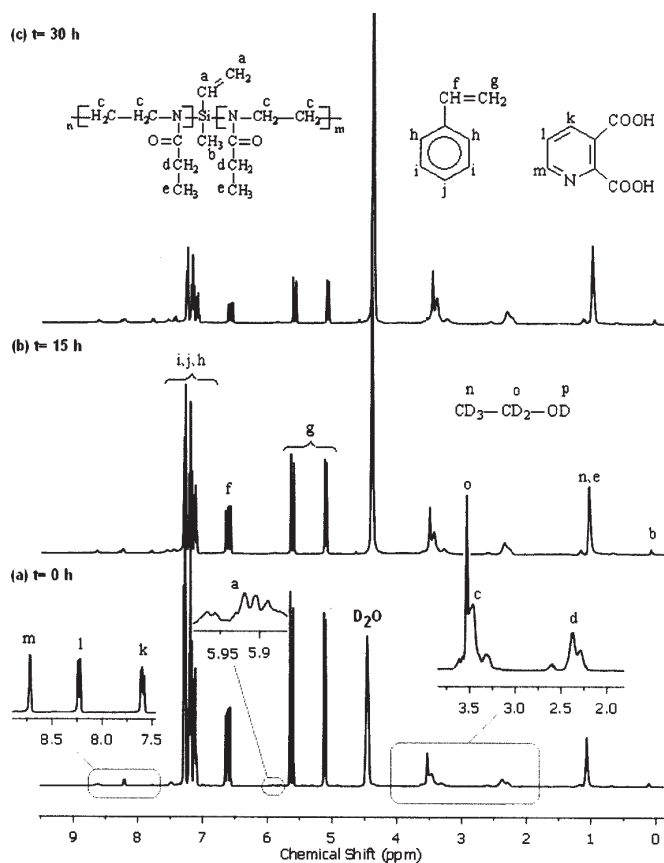 (c) t= 30 h
a
a CH₂
CH
c c c c
n [ H₂C—H₂C—N ] Si [ N—CH₂—CH₂ ] m
O=C CH₃ C=O
b
d CH₂ d CH₂
e CH₃ e CH₃
f g
CH=CH₂
h h
i i
j
k
l
m
N
COOH
COOH
(b) t= 15 h
i, j, h
g
f
n o p
CD₃—CD₂—OD
o
n, e
b
(a) t= 0 h
a
5.95 5.9
D₂O
c
d
3.5 3.0 2.5 2.0
m l k
8.5 8.0 7.5
9 8 7 6 5 4 3 2 1 0
Chemical Shift (ppm)